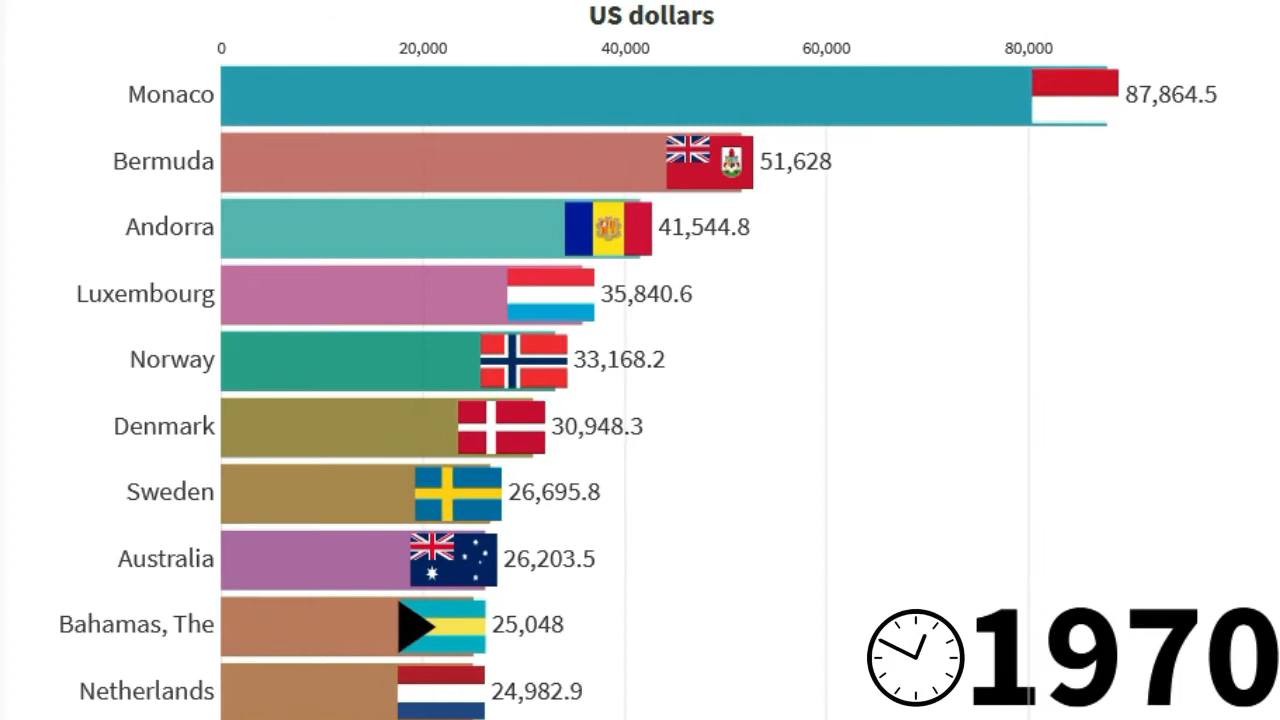 US dollars
0 20,000 40,000 60,000 80,000
Monaco 87,864.5
Bermuda 51,628
Andorra 41,544.8
Luxembourg 35,840.6
Norway 33,168.2
Denmark 30,948.3
Sweden 26,695.8
Australia 26,203.5
Bahamas, The 25,048
Netherlands 24,982.9
1970